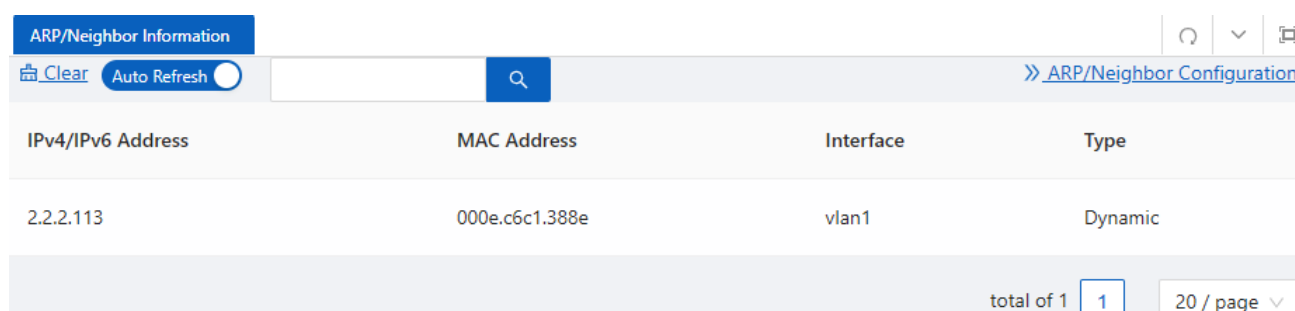 ARP/Neighbor Information
Clear Auto Refresh ARP/Neighbor Configuration
IPv4/IPv6 Address MAC Address Interface Type
2.2.2.113 000e.c6c1.388e vlan1 Dynamic
total of 1 1 20 / page